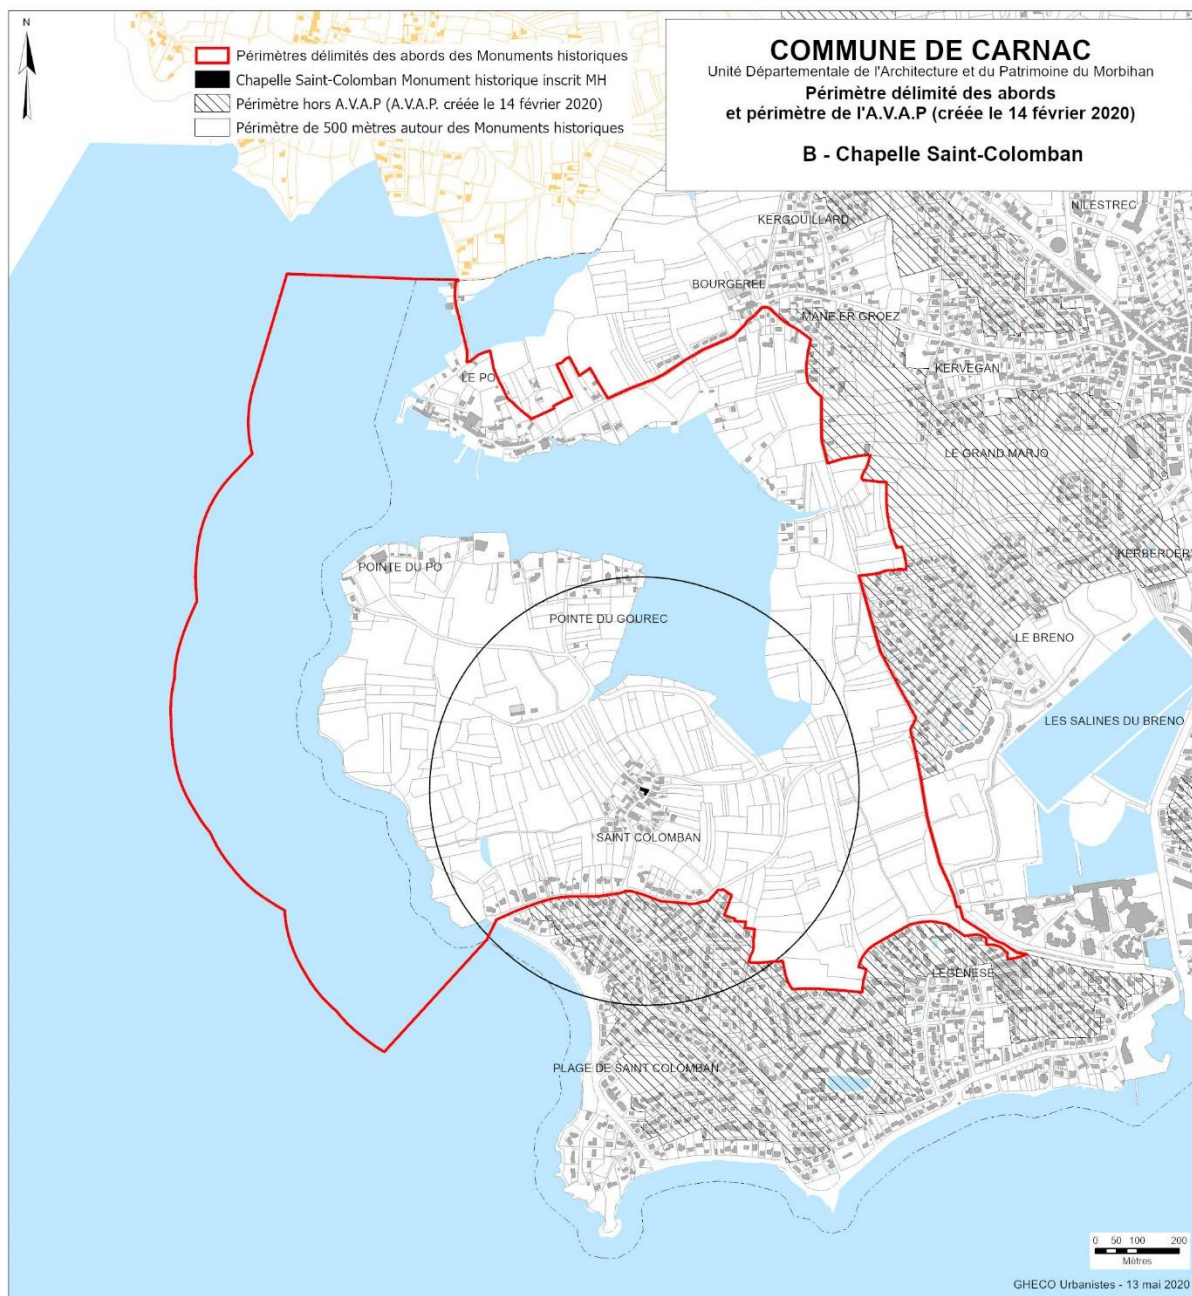 N
Périmètres délimités des abords des Monuments historiques
Chapelle Saint-Colomban Monument historique inscrit MH
Périmètre hors A.V.A.P (A.V.A.P. créée le 14 février 2020)
Périmètre de 500 mètres autour des Monuments historiques
COMMUNE DE CARNAC
Unité Départementale de l'Architecture et du Patrimoine du Morbihan
Périmètre délimité des abords
et périmètre de l'A.V.A.P (créée le 14 février 2020)
B - Chapelle Saint-Colomban
NILESTREC
KERGOUILLARD
BOURGEREL
MANE ER GROEZ
KERVEGAN
LE PO
LE GRAND MARJO
KERBERDERY
POINTE DU PO
POINTE DU GOUREC
LE BRENO
LES SALINES DU BRENO
SAINT COLOMBAN
LEGENESE
PLAGE DE SAINT COLOMBAN
0 50 100 200
Mètres
GHECO Urbanistes - 13 mai 2020